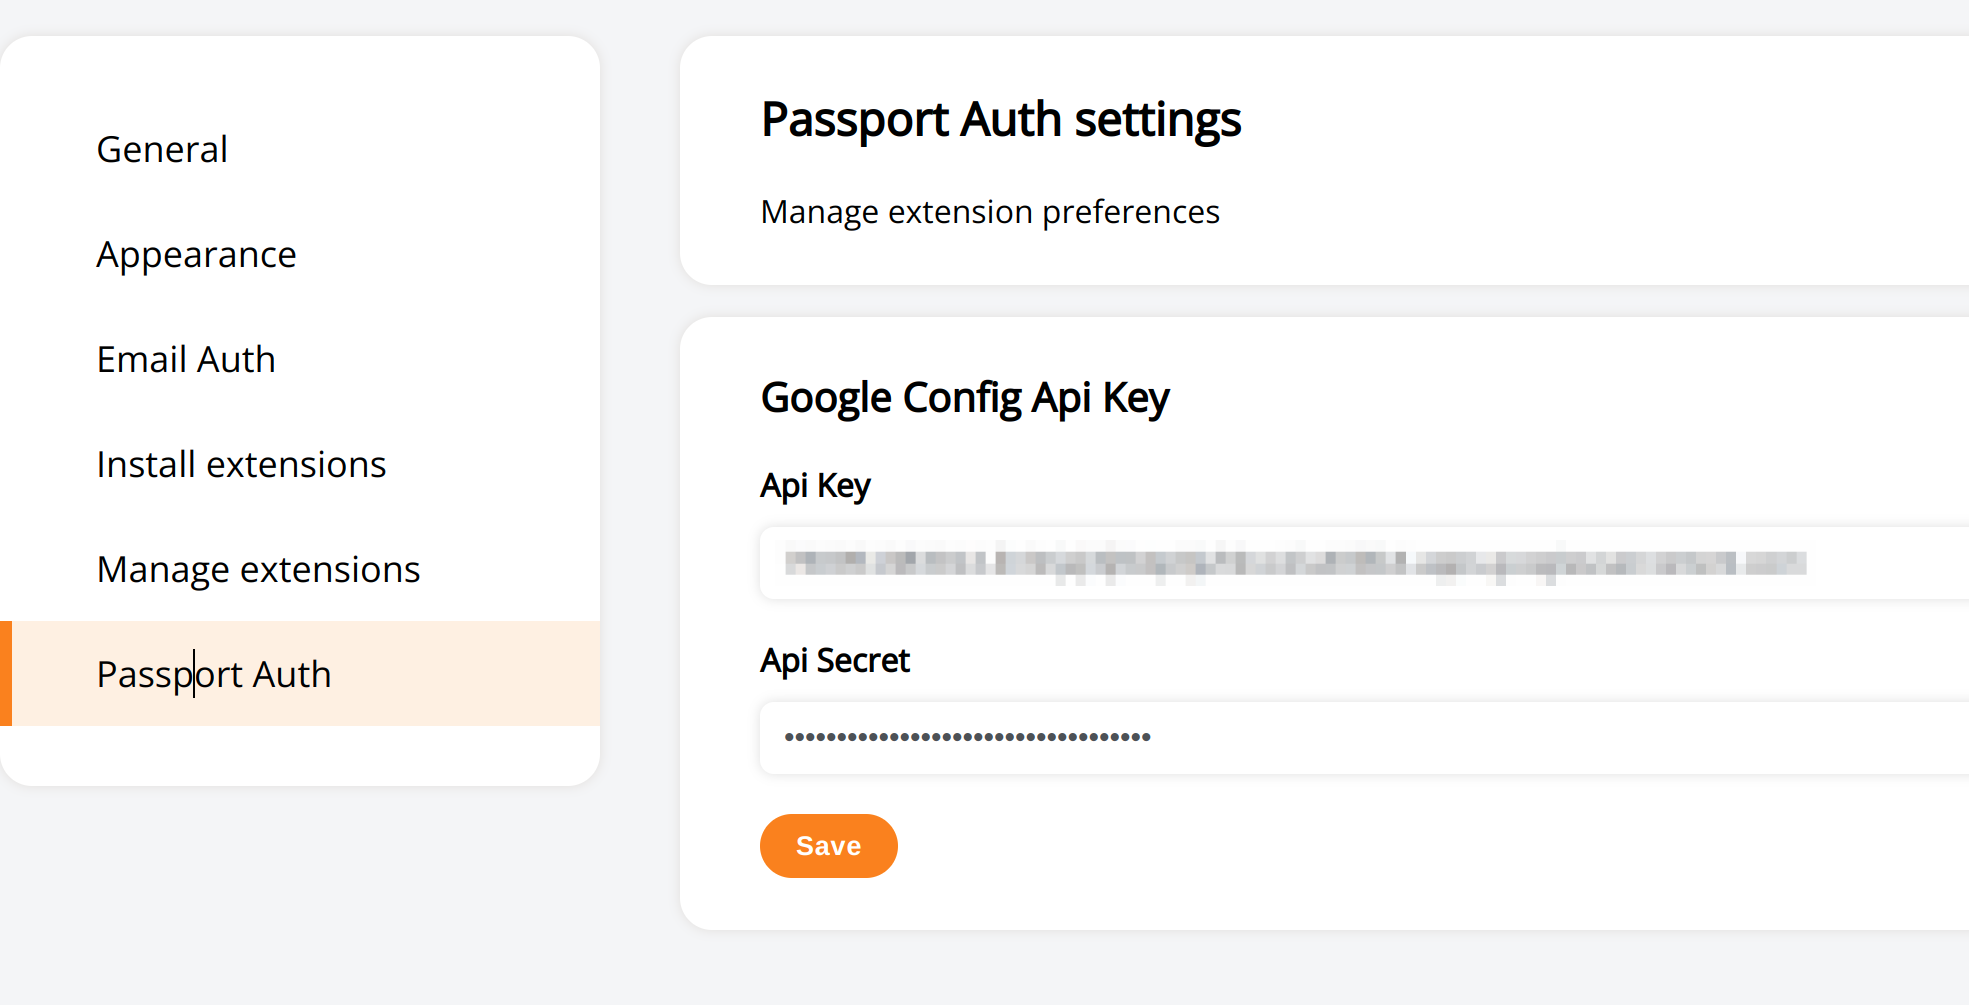 General
Appearance
Email Auth
Install extensions
Manage extensions
Passport Auth
Passport Auth settings
Manage extension preferences
Google Config Api Key
Api Key
Api Secret
••••••••••••••••••••••••••••••••••••
Save